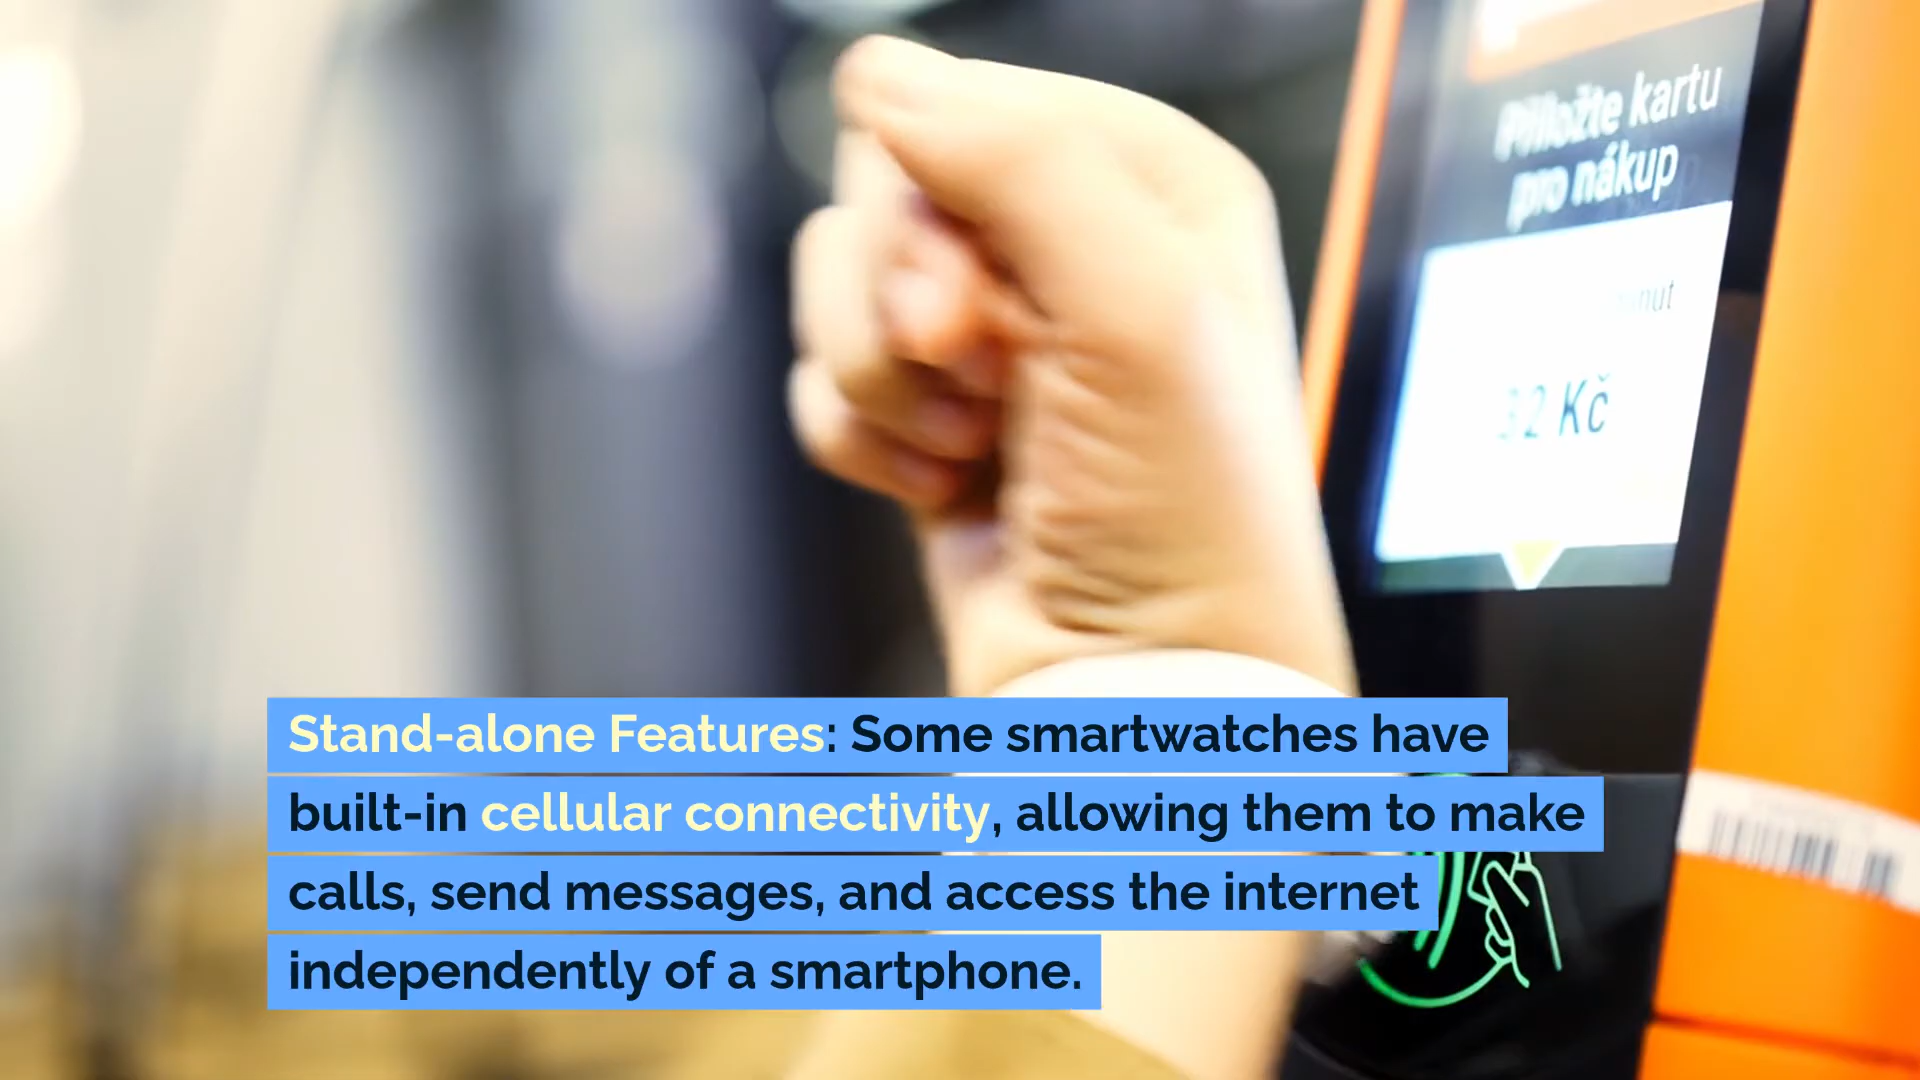 Přiložte kartu
pro nákup
32 Kč
Stand-alone Features: Some smartwatches have
built-in cellular connectivity, allowing them to make
calls, send messages, and access the internet
independently of a smartphone.